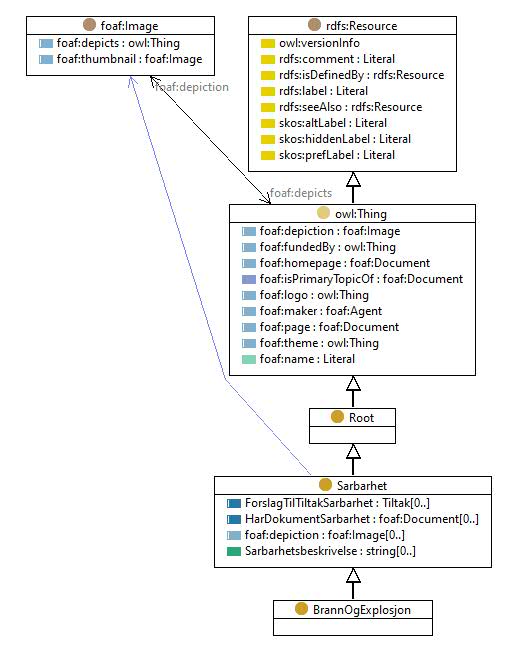 foaf:Image
foaf:depicts : owl:Thing
foaf:thumbnail : foaf:Image
rdfs:Resource
owl:versionInfo
rdfs:comment : Literal
rdfs:isDefinedBy : rdfs:Resource
rdfs:label : Literal
rdfs:seeAlso : rdfs:Resource
skos:altLabel : Literal
skos:hiddenLabel : Literal
skos:prefLabel : Literal
foaf:depiction
foaf:depicts
owl:Thing
foaf:depiction : foaf:Image
foaf:fundedBy : owl:Thing
foaf:homepage : foaf:Document
foaf:isPrimaryTopicOf : foaf:Document
foaf:logo : owl:Thing
foaf:maker : foaf:Agent
foaf:page : foaf:Document
foaf:theme : owl:Thing
foaf:name : Literal
Root
Sarbarhet
ForslagTilTiltakSarbarhet : Tiltak[0..]
HarDokumentSarbarhet : foaf:Document[0..]
foaf:depiction : foaf:Image[0..]
Sarbarhetsbeskrivelse : string[0..]
BrannOgExplosjon